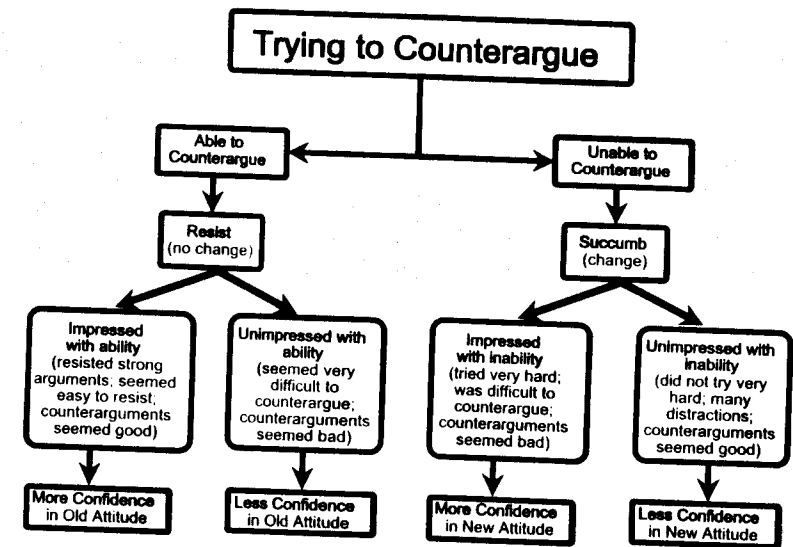 Trying to Counterargue
Able to
Counterargue
Unable to
Counterargue
Resist
(no change)
Succumb
(change)
Impressed
with ability
(resisted strong
arguments; seemed
easy to resist;
counterarguments
seemed good)
Unimpressed with
ability
(seemed very
difficult to
counterargue;
counterarguments
seemed bad)
Impressed
with inability
(tried very hard;
was difficult to
counterargue;
counterarguments
seemed bad)
Unimpressed with
inability
(did not try very
hard; many
distractions;
counterarguments
seemed good)
More Confidence
in Old Attitude
Less Confidence
in Old Attitude
More Confidence
in New Attitude
Less Confidence
in New Attitude